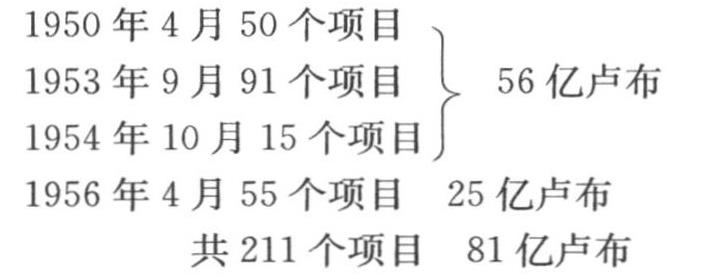 1950 年 4 月 50 个项目
1953 年 9 月 91 个项目 56 亿卢布
1954 年 10 月 15 个项目
1956 年 4 月 55 个项目 25 亿卢布
共 211 个项目 81 亿卢布